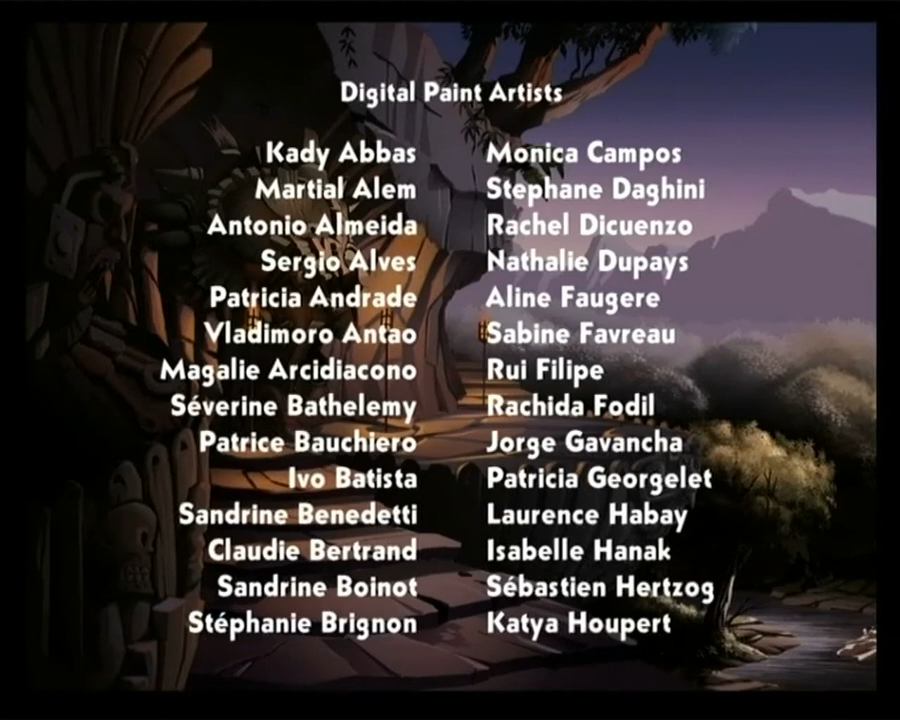 Digital Paint Artists
Kady Abbas Monica Campos
Martial Alem Stephane Daghini
Antonio Almeida Rachel Dicuenzo
Sergio Alves Nathalie Dupays
Patricia Andrade Aline Faugere
Vladimoro Antao Sabine Favreau
Magalie Arcidiacono Rui Filipe
Séverine Bathelemy Rachida Fodil
Patrice Bauchiero Jorge Gavancha
Ivo Batista Patricia Georgelet
Sandrine Benedetti Laurence Habay
Claudie Bertrand Isabelle Hanak
Sandrine Boinot Sébastien Hertzog
Stéphanie Brignon Katya Houpert